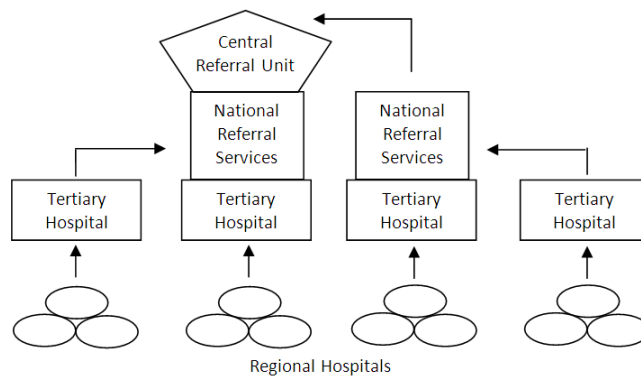 Central
Referral Unit
National
Referral
Services
National
Referral
Services
Tertiary
Hospital
Tertiary
Hospital
Tertiary
Hospital
Tertiary
Hospital
Regional Hospitals